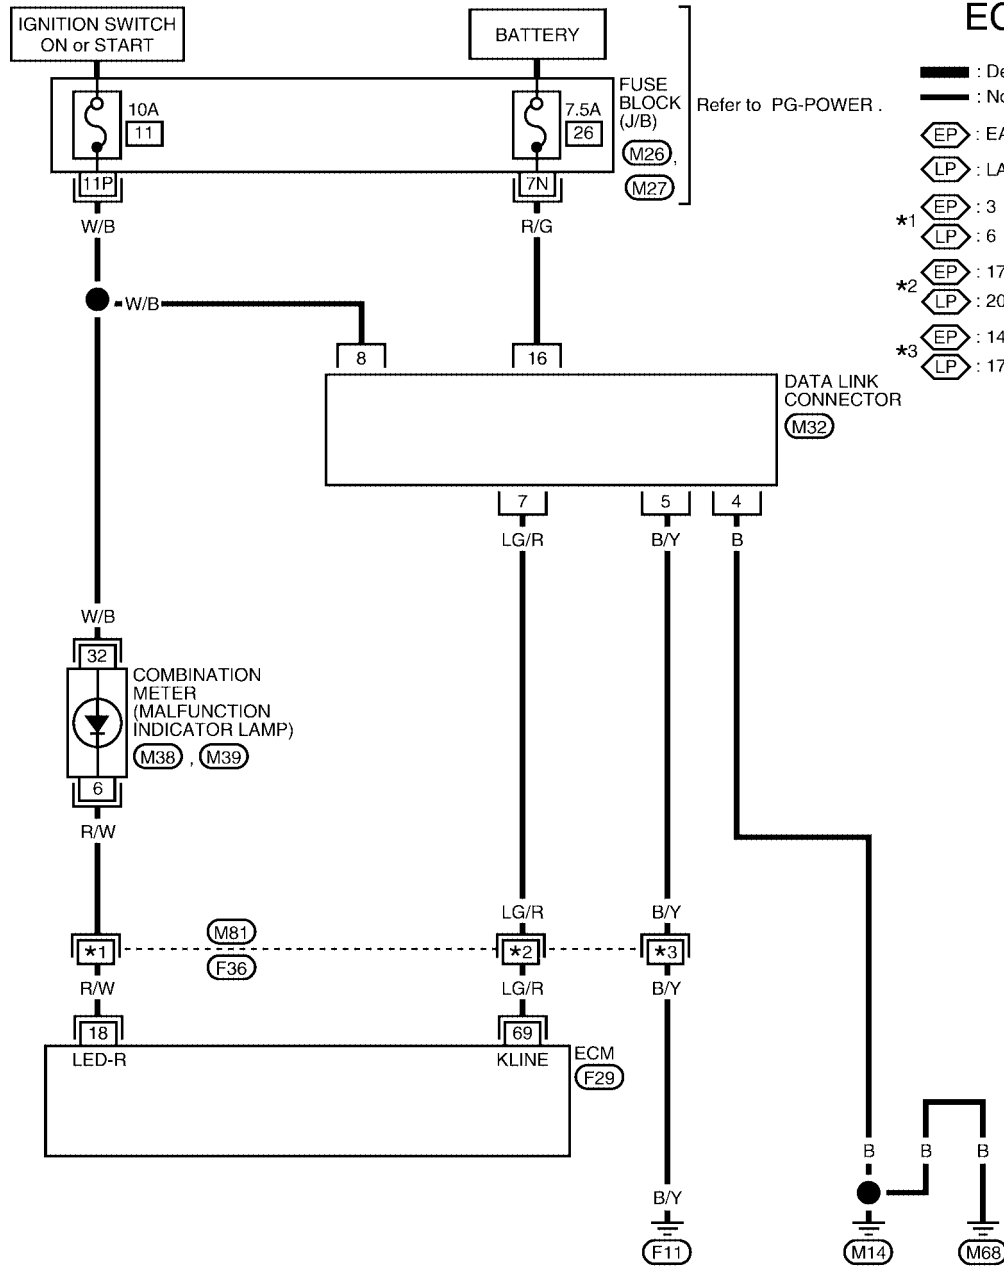 IGNITION SWITCH
ON or START
BATTERY
EC
10A
11
7.5A
26
FUSE
BLOCK
(J/B)
M26,
M27
Refer to PG-POWER .
11P
7N
W/B
R/G
W/B
8
16
DATA LINK
CONNECTOR
M32
: De
: No
EP : EA
LP : LA
*1 EP : 3
LP : 6
*2 EP : 17
LP : 20
*3 EP : 14
LP : 17
7
5
4
LG/R
B/Y
B
W/B
32
COMBINATION
METER
(MALFUNCTION
INDICATOR LAMP)
M38 , M39
6
R/W
LG/R
B/Y
*1
M81
F36
*2
*3
R/W
LG/R
B/Y
18
69
LED-R
KLINE
ECM
F29
B
B
B
B/Y
F11
M14
M68